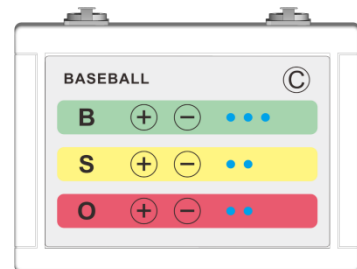 BASEBALL Ⓒ
B ⊕ ⊖
S ⊕ ⊖
O ⊕ ⊖